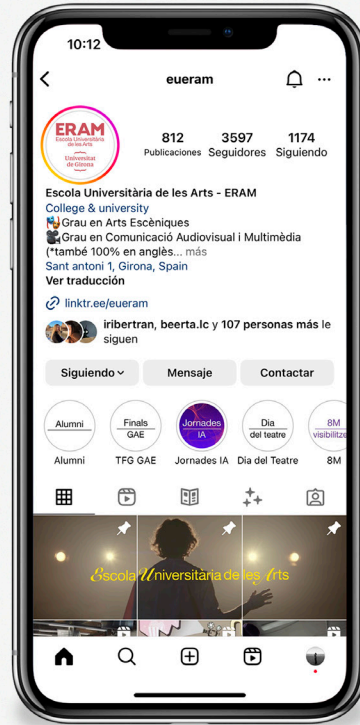 10:12
eueram
ERAM
Escola Universitària
de les Arts
Universitat
de Girona
812 3597 1174
Publicaciones Seguidores Siguiendo
Escola Universitària de les Arts - ERAM
College & university
Grau en Arts Escèniques
Grau en Comunicació Audiovisual i Multimèdia
(*també 100% en anglès... más
Sant antoni 1, Girona, Spain
Ver traducción
linktr.ee/eueram
iribertran, beerta.lc y 107 personas más le
siguen
Siguiendo Mensaje Contactar
Alumni Finals GAE Jornades IA Dia del teatre 8M visibilitze
Alumni TFG GAE Jornades IA Dia del Teatre 8M
Escola Universitària de les Arts